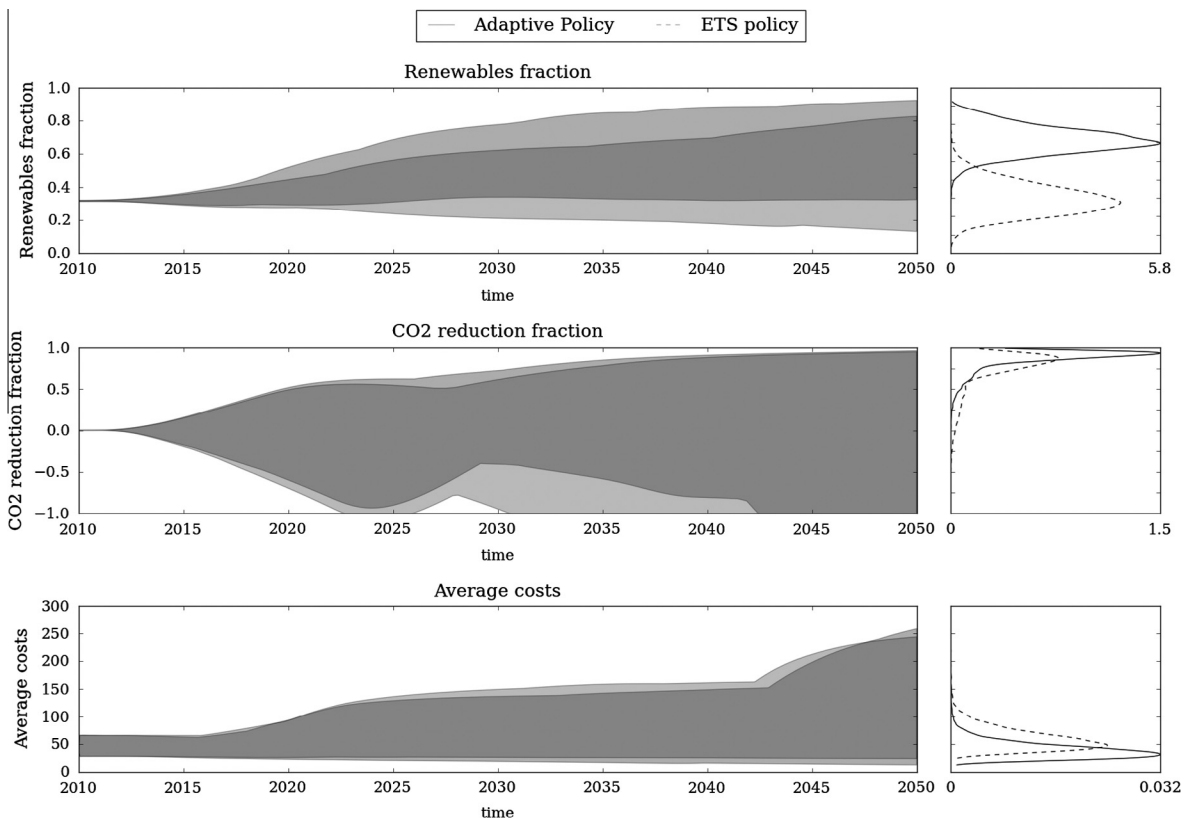 Adaptive Policy ETS policy
Renewables fraction
Renewables fraction
1.0
0.8
0.6
0.4
0.2
0.0
2010 2015 2020 2025 2030 2035 2040 2045 2050
time
0 5.8
CO2 reduction fraction
CO2 reduction fraction
1.0
0.5
0.0
−0.5
−1.0
2010 2015 2020 2025 2030 2035 2040 2045 2050
time
0 1.5
Average costs
Average costs
300
250
200
150
100
50
0
2010 2015 2020 2025 2030 2035 2040 2045 2050
time
0 0.032